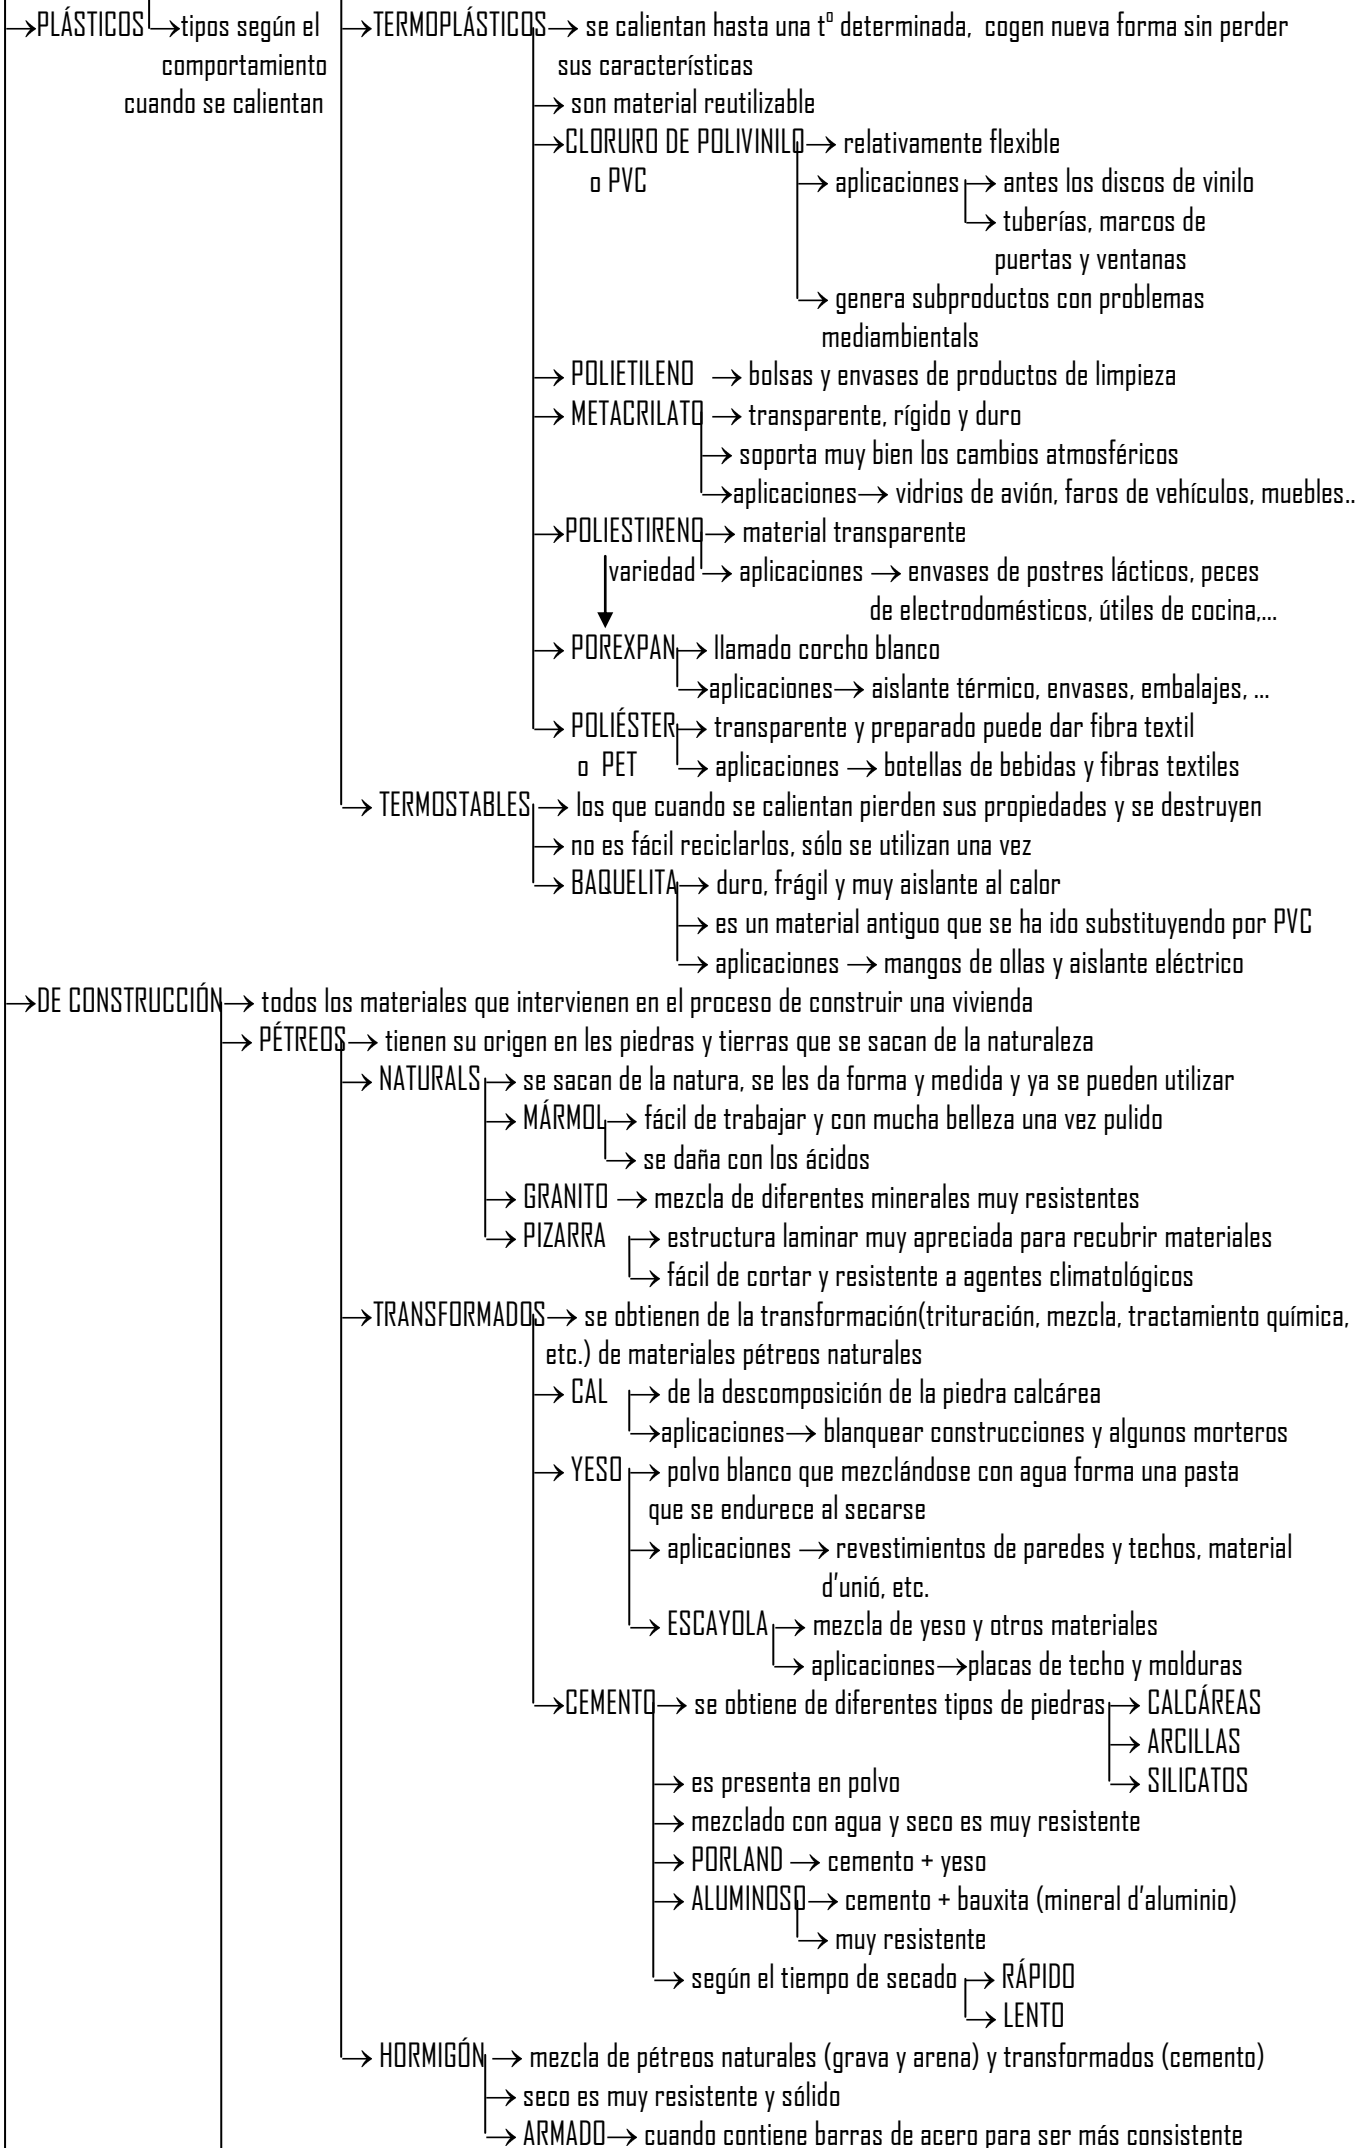 →PLÁSTICOS →tipos según el →TERMOPLÁSTICOS→ se calientan hasta una tº determinada, cogen nueva forma sin perder
comportamiento sus característícas
cuando se calientan → son material reutilizable
→CLORURO DE POLIVINILO→ relativamente flexible
o PVC → aplicaciones → antes los discos de vinilo
→ tuberías, marcos de
puertas y ventanas
→ genera subproductos con problemas
mediambientals
→ POLIETILENO → bolsas y envases de productos de limpieza
→ METACRILATO → transparente, rígido y duro
→ soporta muy bien los cambios atmosféricos
→aplicaciones→ vidrios de avión, faros de vehículos, muebles..
→POLIESTIRENO→ material transparente
variedad → aplicaciones → envases de postres lácticos, peces
de electrodomésticos, útiles de cocina,...
→ POREXPAN → llamado corcho blanco
→aplicaciones→ aislante térmico, envases, embalajes, ...
→ POLIÉSTER → transparente y preparado puede dar fibra textil
o PET → aplicaciones → botellas de bebidas y fibras textiles
→ TERMOSTABLES → los que cuando se calientan pierden sus propiedades y se destruyen
→ no es fácil reciclarlos, sólo se utilizan una vez
→ BAQUELITA→ duro, frágil y muy aislante al calor
→ es un material antiguo que se ha ido substituyendo por PVC
→ aplicaciones → mangos de ollas y aislante eléctrico
→DE CONSTRUCCIÓN→ todos los materiales que intervienen en el proceso de construir una vivienda
→ PÉTREOS→ tienen su origen en les piedras y tierras que se sacan de la naturaleza
→ NATURALS → se sacan de la natura, se les da forma y medida y ya se pueden utilizar
→ MÁRMOL→ fácil de trabajar y con mucha belleza una vez pulido
→ se daña con los ácidos
→ GRANITO → mezcla de diferentes minerales muy resistentes
→ PIZARRA → estructura laminar muy apreciada para recubrir materiales
→ fácil de cortar y resistente a agentes climatológicos
→TRANSFORMADOS→ se obtienen de la transformación(trituración, mezcla, tractamiento química,
etc.) de materiales pétreos naturales
→ CAL → de la descomposición de la piedra calcárea
→aplicaciones→ blanquear construcciones y algunos morteros
→ YESO → polvo blanco que mezclándose con agua forma una pasta
que se endurece al secarse
→ aplicaciones → revestimientos de paredes y techos, material
d'unió, etc.
→ ESCAYOLA → mezcla de yeso y otros materiales
→ aplicaciones→placas de techo y molduras
→CEMENTO→ se obtiene de diferentes tipos de piedras → CALCÁREAS
→ ARCILLAS
→ es presenta en polvo → SILICATOS
→ mezclado con agua y seco es muy resistente
→ PORLAND → cemento + yeso
→ ALUMINOSO→ cemento + bauxita (mineral d'aluminio)
→ muy resistente
→ según el tiempo de secado → RÁPIDO
→ LENTO
→ HORMIGÓN → mezcla de pétreos naturales (grava y arena) y transformados (cemento)
→ seco es muy resistente y sólido
→ ARMADO→ cuando contiene barras de acero para ser más consistente